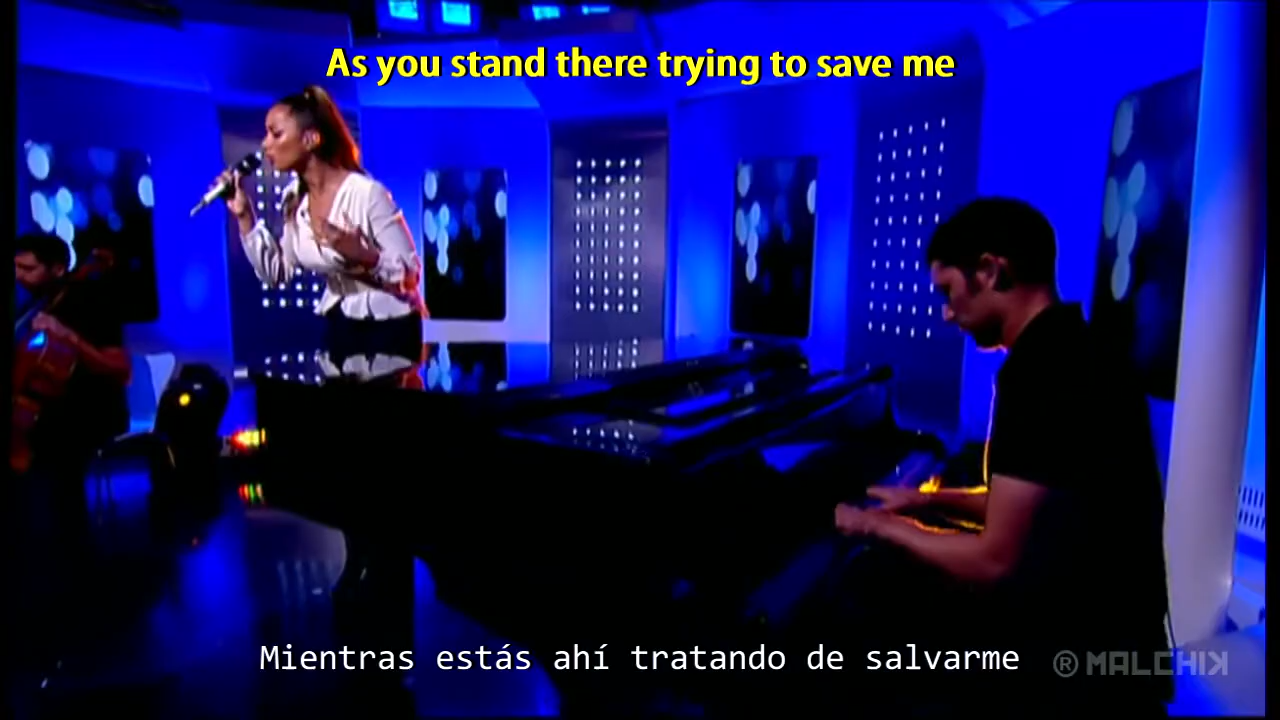 As you stand there trying to save me
Mientras estás ahí tratando de salvarme
® MALCHIK